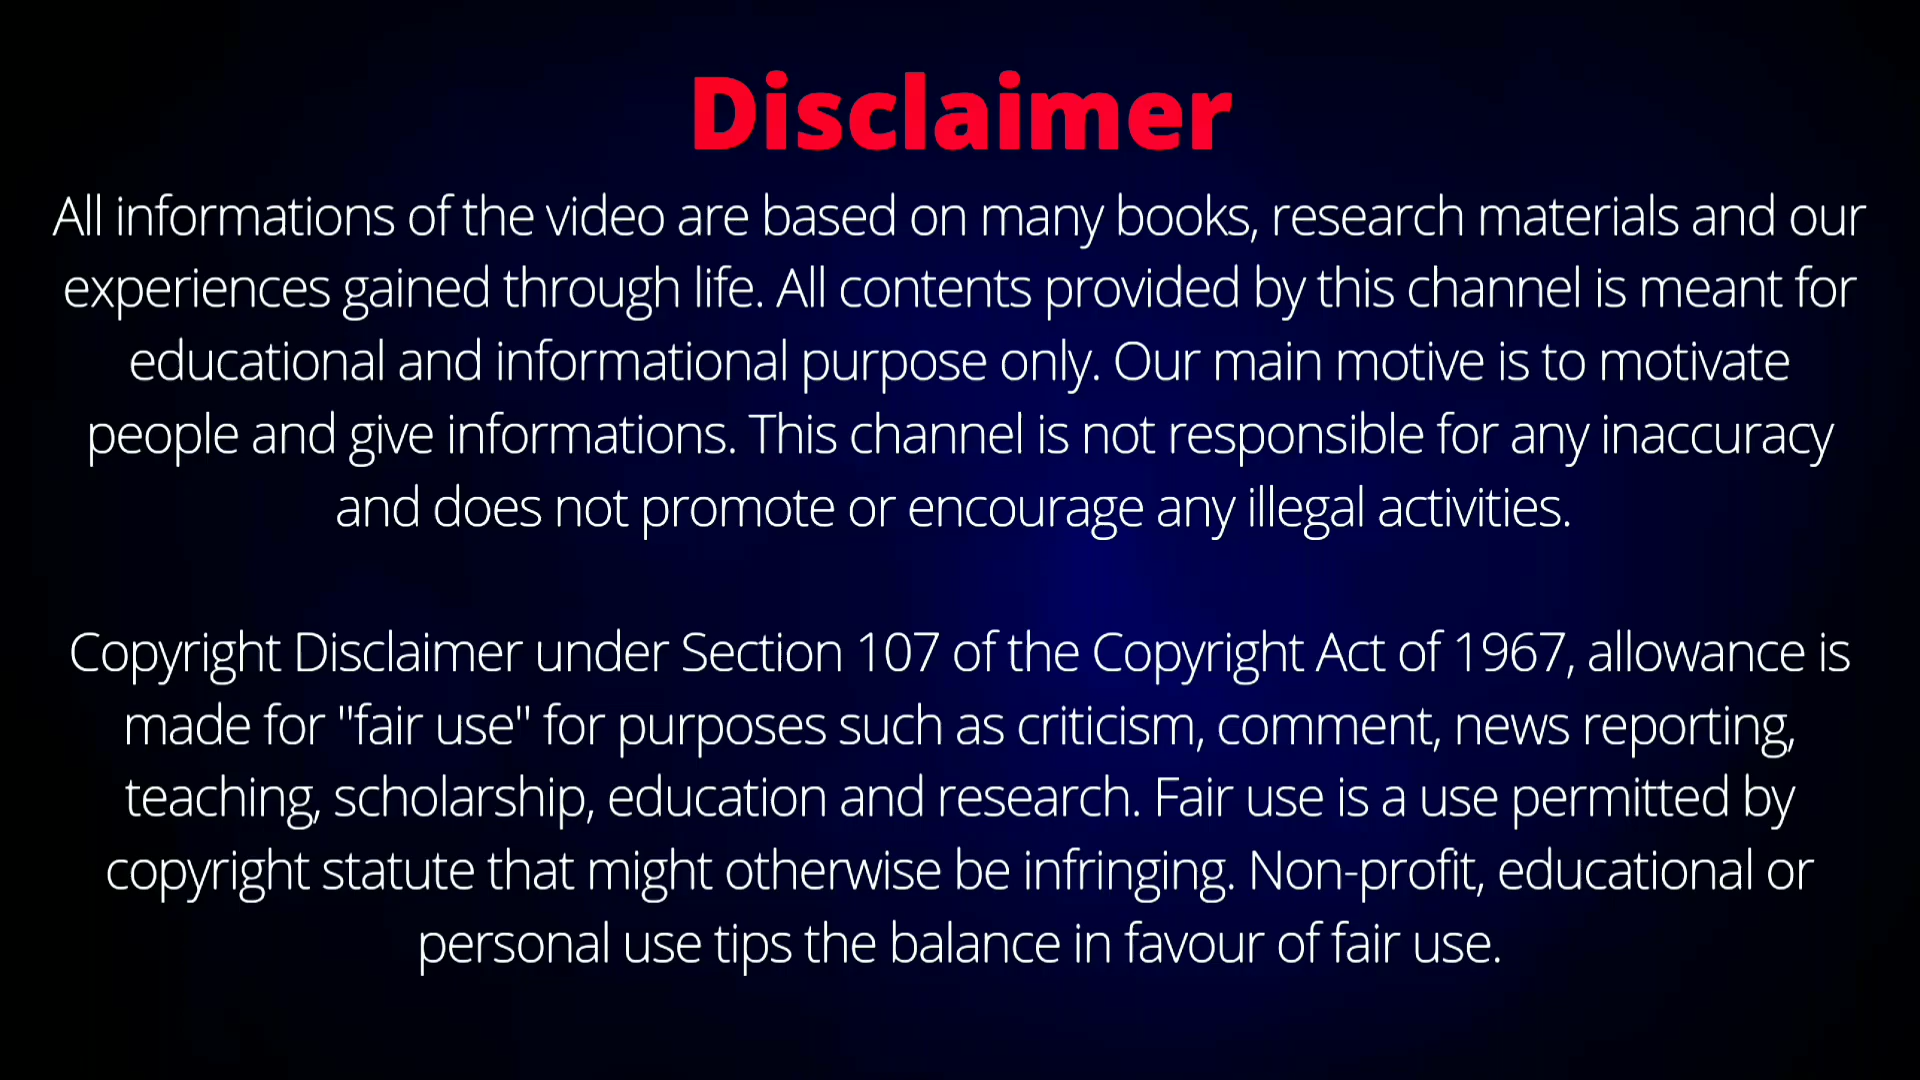 Disclaimer
All informations of the video are based on many books, research materials and our
experiences gained through life. All contents provided by this channel is meant for
educational and informational purpose only. Our main motive is to motivate
people and give informations. This channel is not responsible for any inaccuracy
and does not promote or encourage any illegal activities.
Copyright Disclaimer under Section 107 of the Copyright Act of 1967, allowance is
made for "fair use" for purposes such as criticism, comment, news reporting,
teaching, scholarship, education and research. Fair use is a use permitted by
copyright statute that might otherwise be infringing. Non-profit, educational or
personal use tips the balance in favour of fair use.